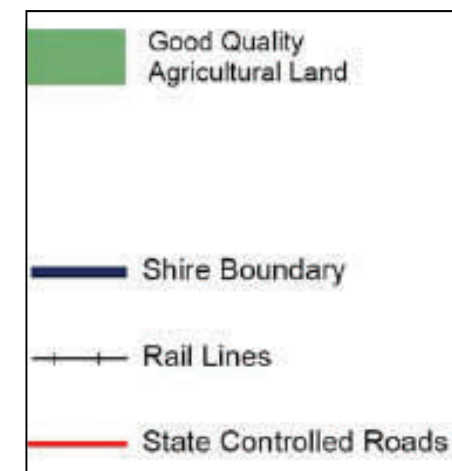 Good Quality
Agricultural Land
Shire Boundary
Rail Lines
State Controlled Roads